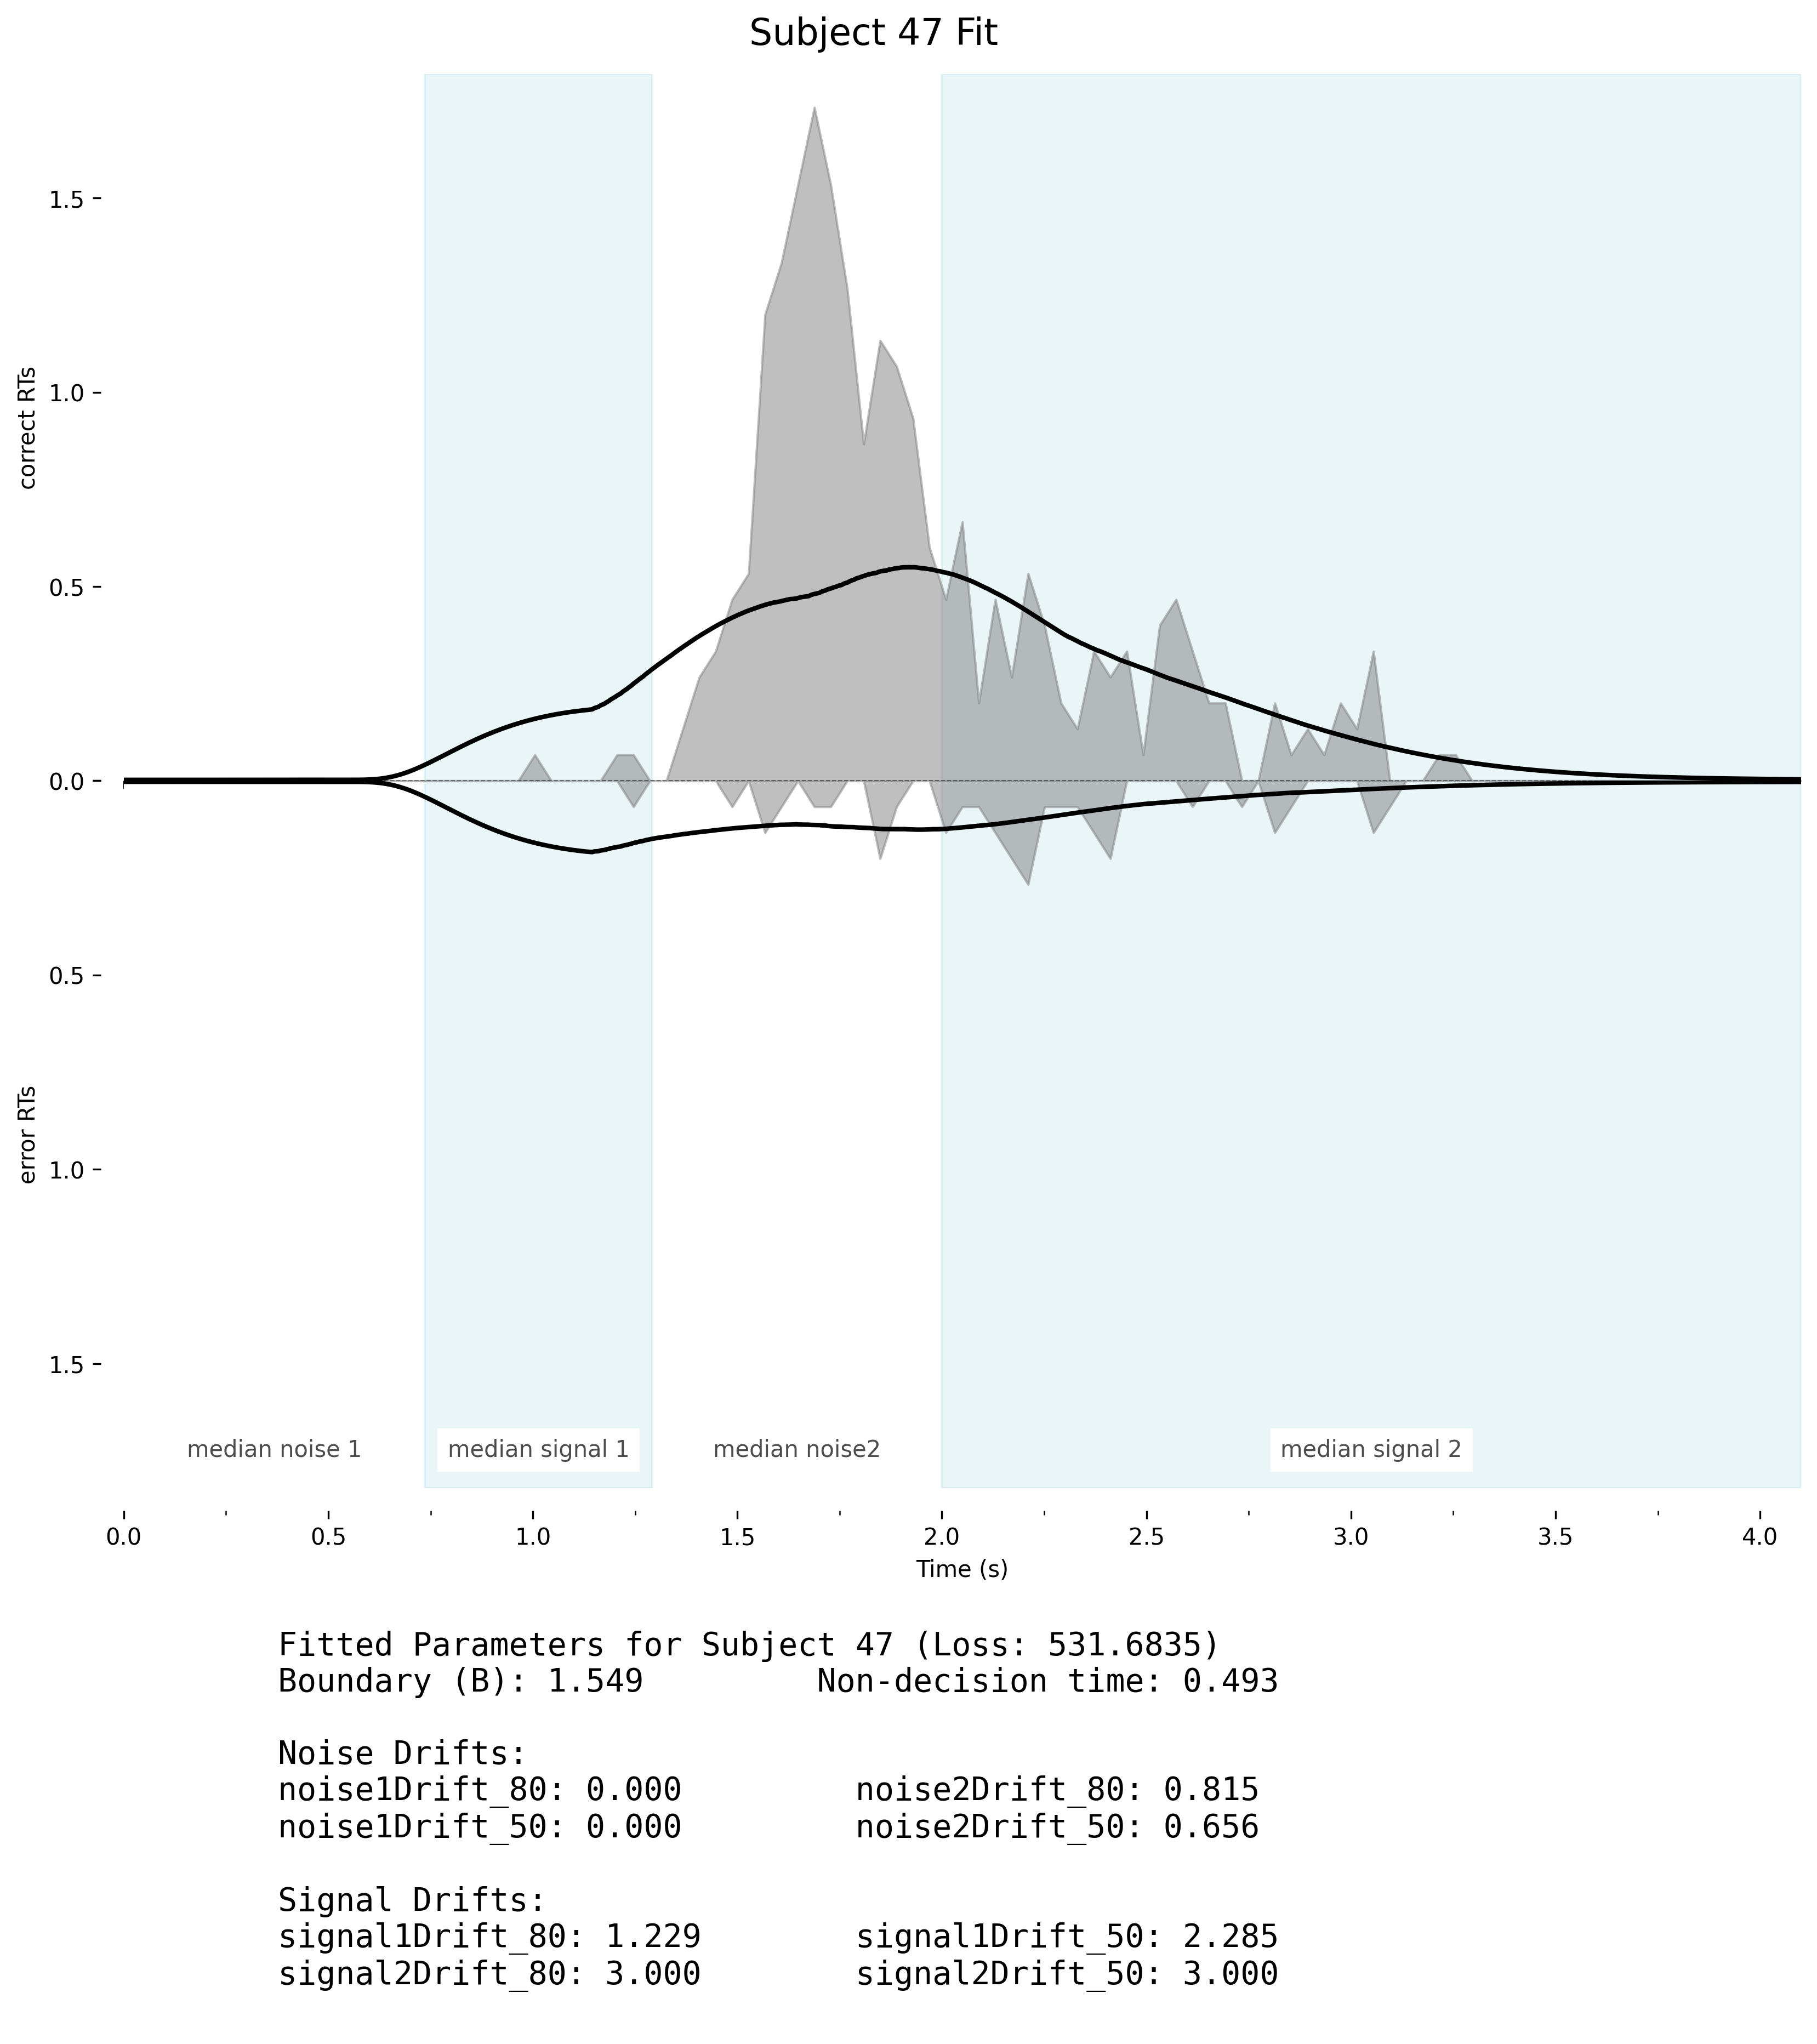 Subject 47 Fit
correct RTs
error RTs
1.5
1.0
0.5
0.0
0.5
1.0
1.5
median noise 1
median signal 1
median noise2
median signal 2
0.0 0.5 1.0 1.5 2.0 2.5 3.0 3.5 4.0
Time (s)
Fitted Parameters for Subject 47 (Loss: 531.6835)
Boundary (B): 1.549 Non-decision time: 0.493
Noise Drifts:
noise1Drift_80: 0.000 noise2Drift_80: 0.815
noise1Drift_50: 0.000 noise2Drift_50: 0.656
Signal Drifts:
signal1Drift_80: 1.229 signal1Drift_50: 2.285
signal2Drift_80: 3.000 signal2Drift_50: 3.000